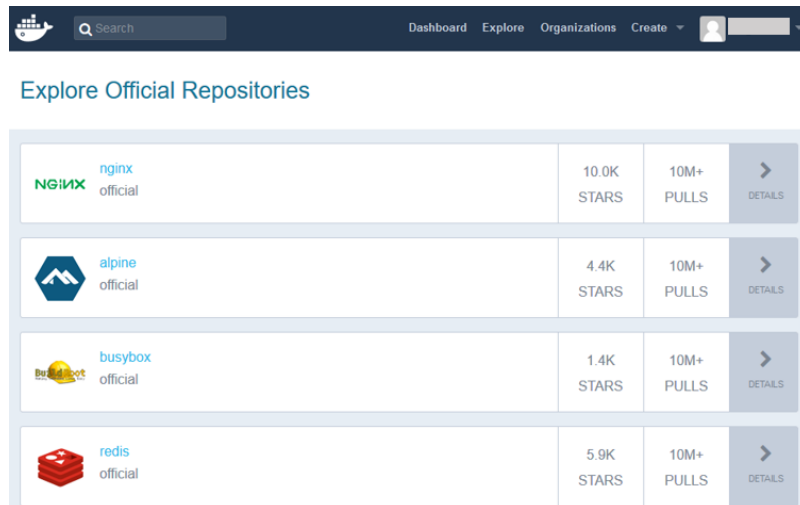 Search
Dashboard Explore Organizations Create
Explore Official Repositories
NGINX
nginx
official
10.0K
STARS
10M+
PULLS
DETAILS
alpine
official
4.4K
STARS
10M+
PULLS
DETAILS
busybox
official
1.4K
STARS
10M+
PULLS
DETAILS
redis
official
5.9K
STARS
10M+
PULLS
DETAILS